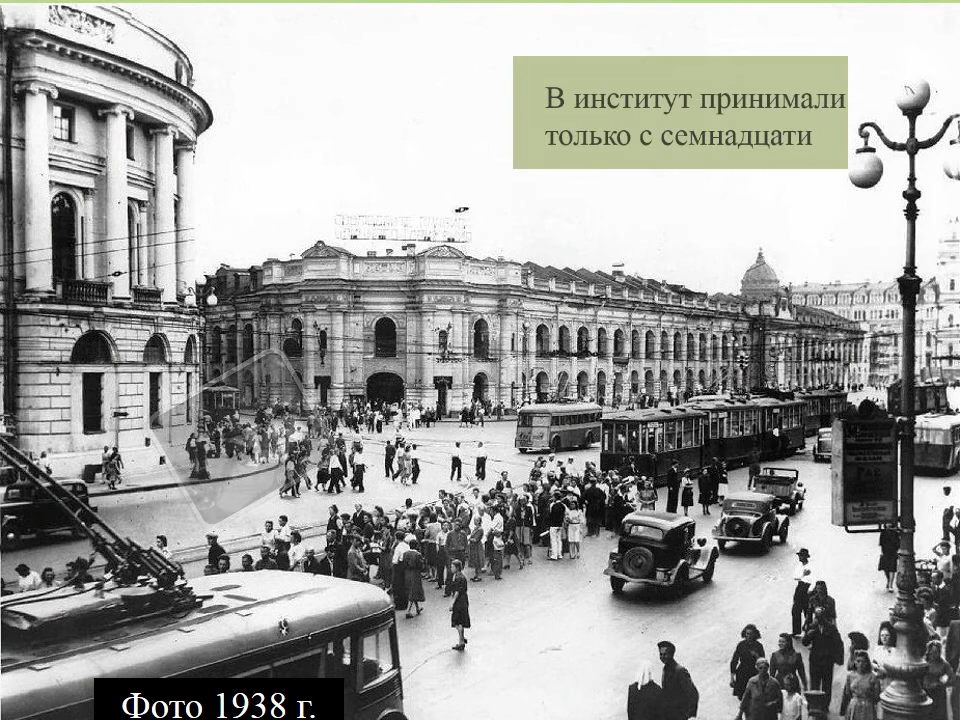 В институт принимали
только с семнадцати
Фото 1938 г.